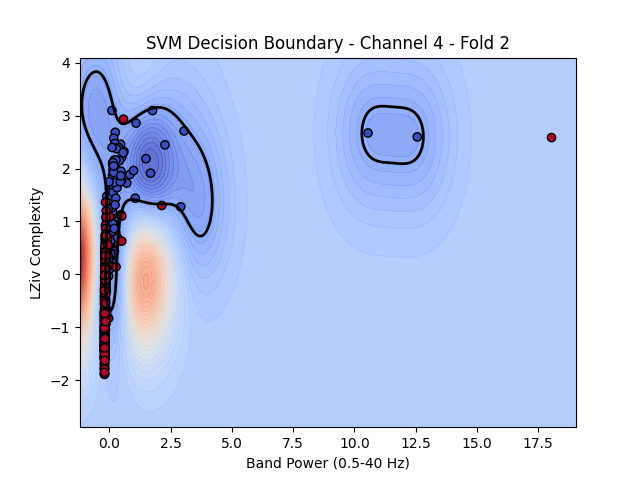 SVM Decision Boundary - Channel 4 - Fold 2
4
3
2
1
0
−1
−2
LZiv Complexity
0.0 2.5 5.0 7.5 10.0 12.5 15.0 17.5
Band Power (0.5-40 Hz)